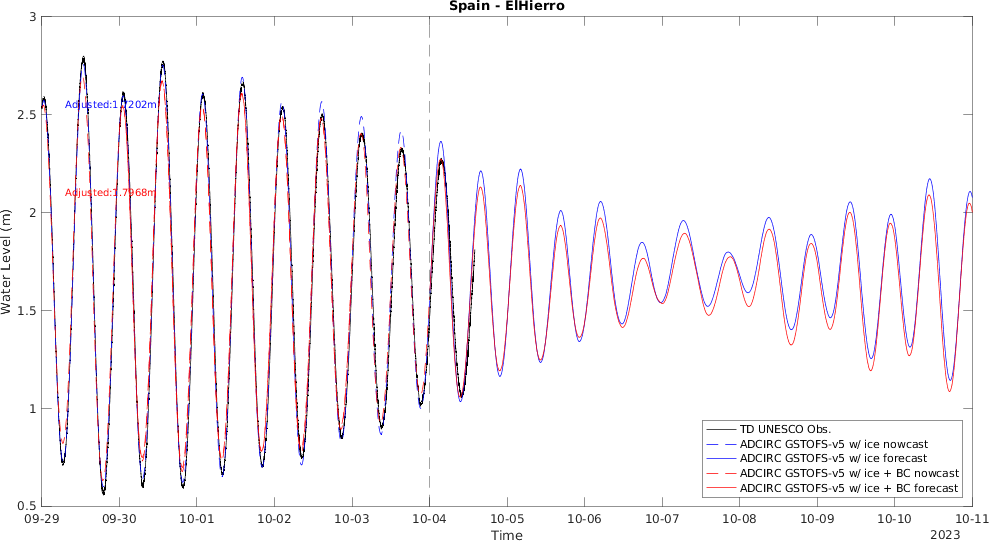 Spain - ElHierro
3
2.5
2
1.5
1
0.5
Water Level (m)
Adjusted:1.7202m
Adjusted:1.7968m
TD UNESCO Obs.
ADCIRC GSTOFS-v5 w/ ice nowcast
ADCIRC GSTOFS-v5 w/ ice forecast
ADCIRC GSTOFS-v5 w/ ice + BC nowcast
ADCIRC GSTOFS-v5 w/ ice + BC forecast
09-29 09-30 10-01 10-02 10-03 10-04 10-05 10-06 10-07 10-08 10-09 10-10 10-11
Time
2023